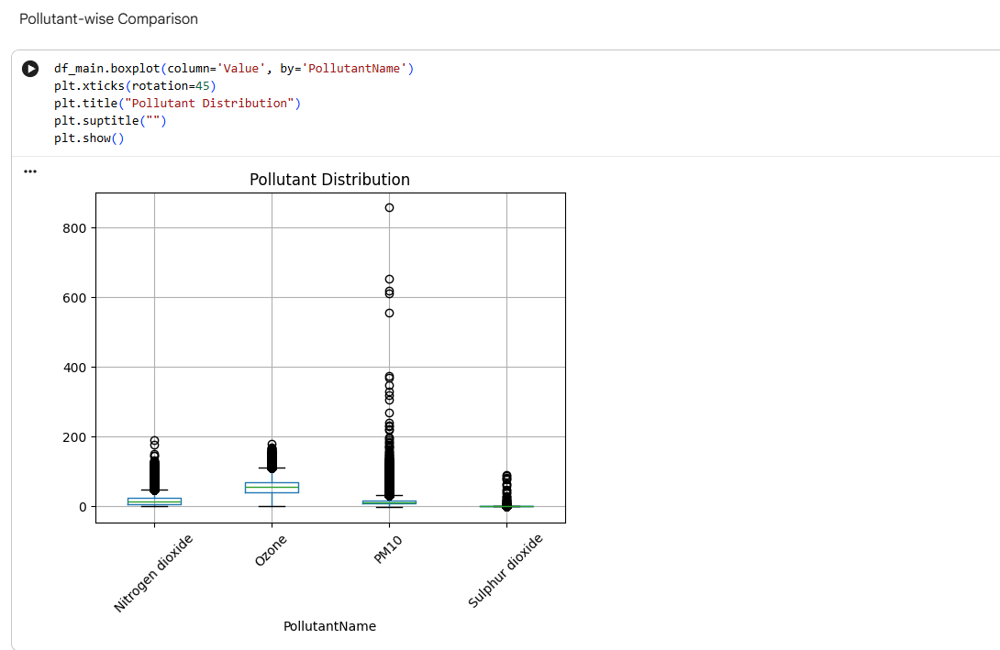 Pollutant-wise Comparison
df_main.boxplot(column='Value', by='PollutantName')
plt.xticks(rotation=45)
plt.title("Pollutant Distribution")
plt.suptitle("")
plt.show()
Pollutant Distribution
800
600
400
200
0
Nitrogen dioxide
Ozone
PM10
Sulphur dioxide
PollutantName